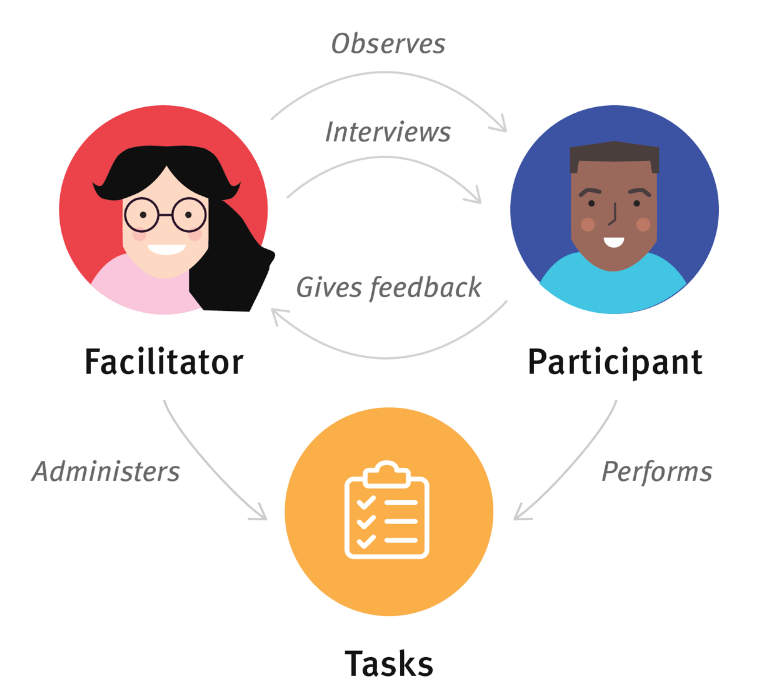 Observes
Interviews
Gives feedback
Facilitator
Participant
Administers
Performs
Tasks